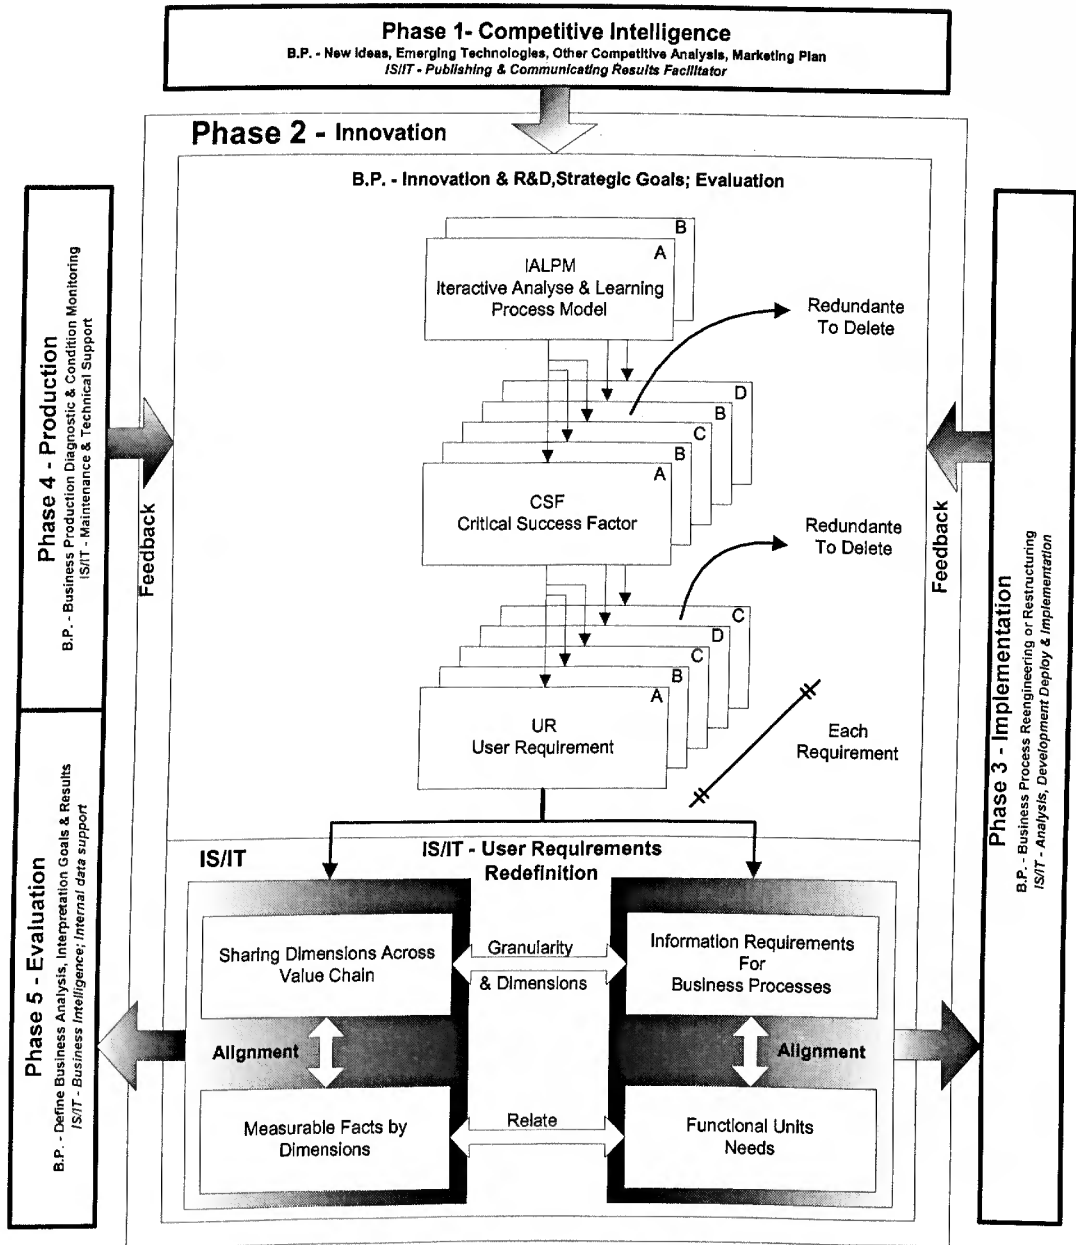 Phase 1- Competitive Intelligence
B.P. - New Ideas, Emerging Technologies, Other Competitive Analysis, Marketing Plan
IS/IT - Publishing & Communicating Results Facilitator
Phase 2 - Innovation
B.P. - Innovation & R&D,Strategic Goals; Evaluation
B
A
IALPM
Iteractive Analyse & Learning
Process Model
Redundante
To Delete
D
B
C
B
A
CSF
Critical Success Factor
Redundante
To Delete
C
D
C
B
A
UR
User Requirement
Each
Requirement
Phase 4 - Production
B.P. - Business Production Diagnostic & Condition Monitoring
IS/IT - Maintenance & Technical Support
Feedback
Feedback
Phase 3 - Implementation
B.P. - Business Process Reengineering or Restructuring
IS/IT - Analysis, Development Deploy & Implementation
Phase 5 - Evaluation
B.P. - Define Business Analysis, Interpretation Goals & Results
IS/IT - Business Intelligence; Internal data support
IS/IT
IS/IT - User Requirements
Redefinition
Sharing Dimensions Across
Value Chain
Granularity
& Dimensions
Information Requirements
For
Business Processes
Alignment
Alignment
Measurable Facts by
Dimensions
Relate
Functional Units
Needs